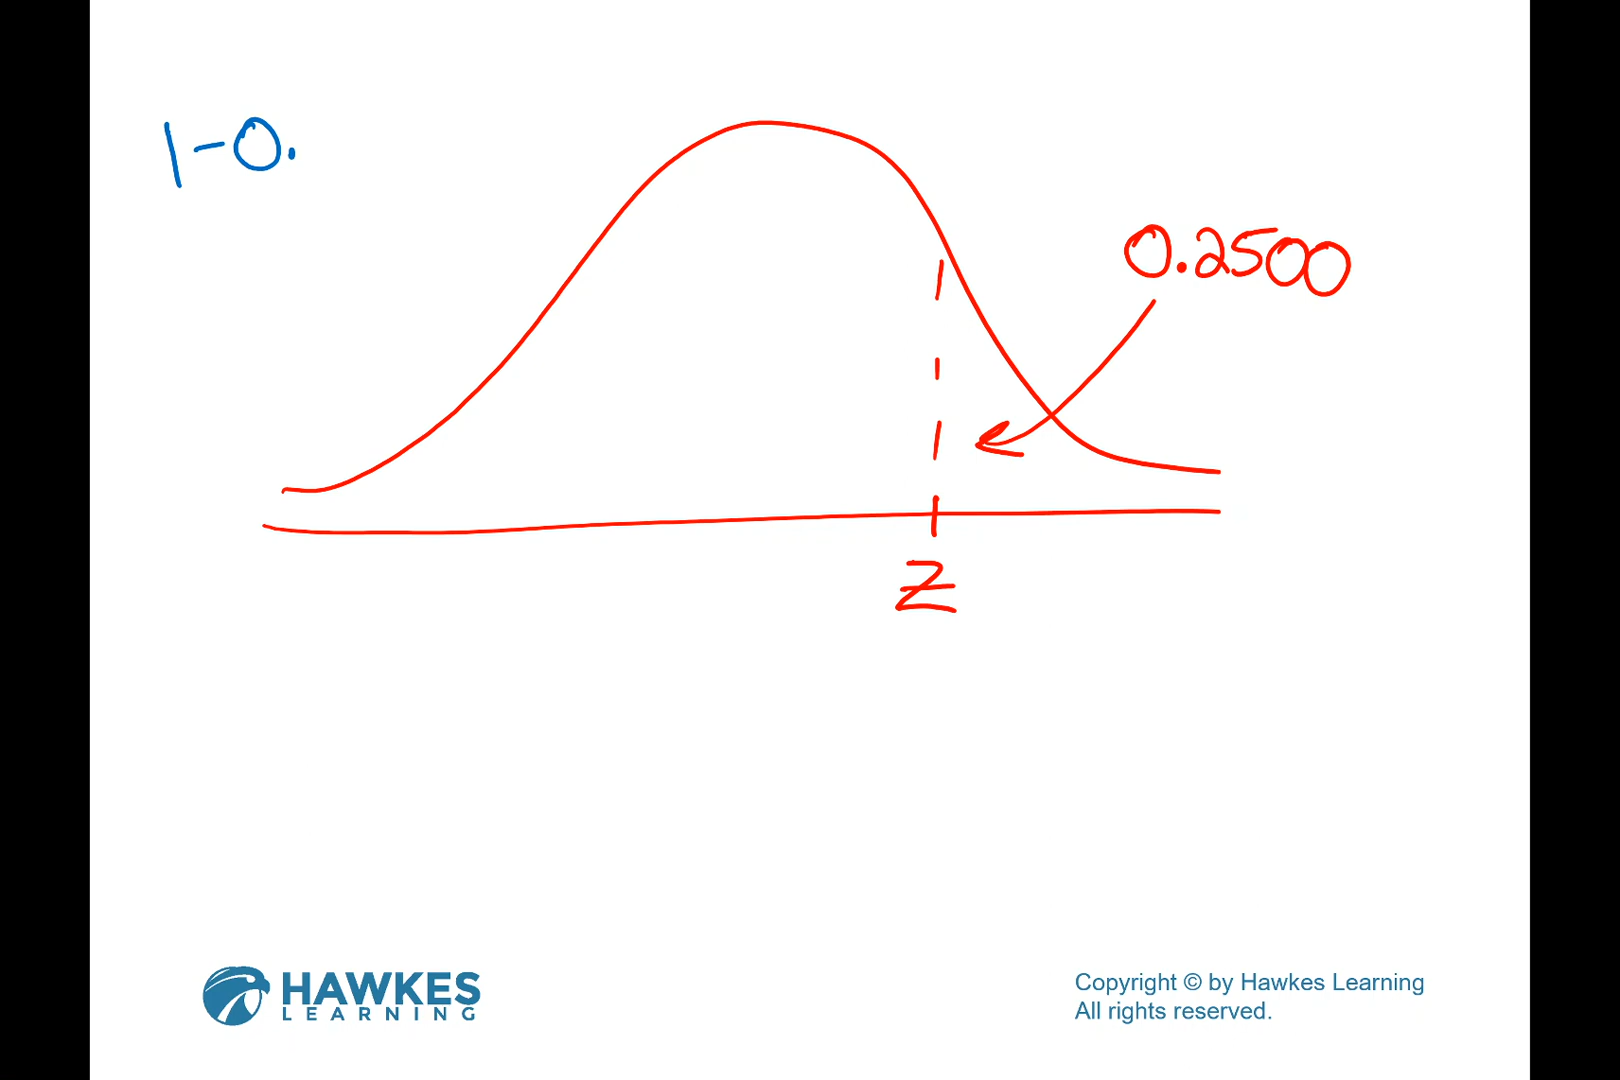 1-0.
0.2500
Z
HAWKES
LEARNING
Copyright © by Hawkes Learning
All rights reserved.